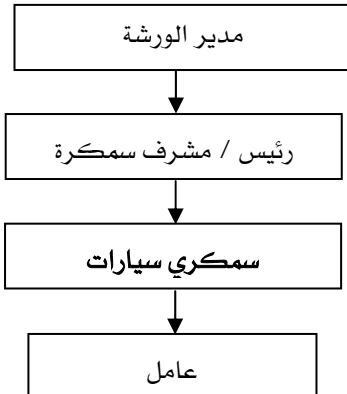 مدير الورشة
رئيس / مشرف سمكرة
سمكري سيارات
عامل